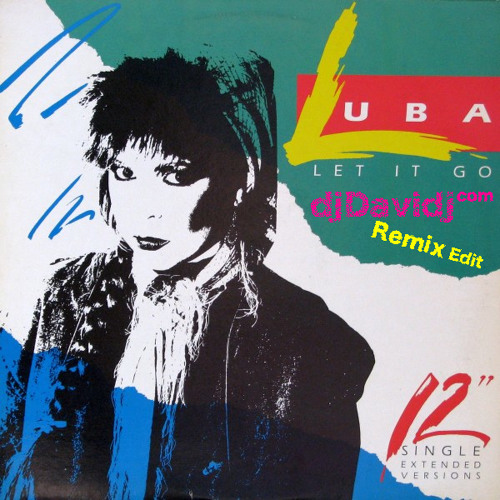 LUBA
LET IT GO
djDavidj.com
Remix Edit
12"
SINGLE
EXTENDED
VERSIONS